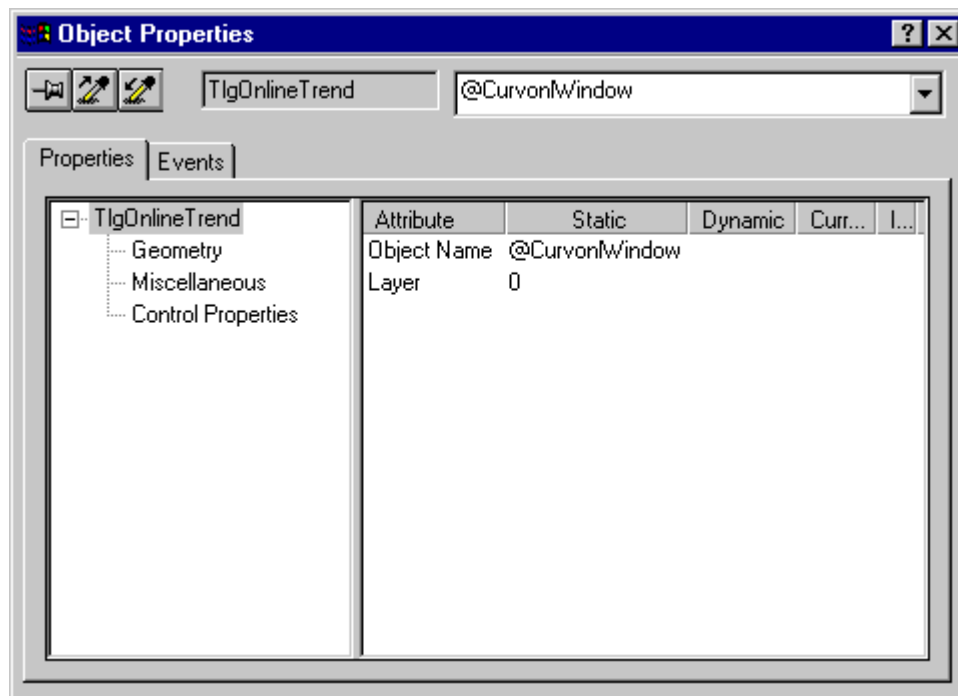 Object Properties
TlgOnlineTrend @CurvonlWindow
Properties Events
TlgOnlineTrend
Geometry
Miscellaneous
Control Properties
Attribute Static Dynamic Curr... I...
Object Name @CurvonlWindow
Layer 0